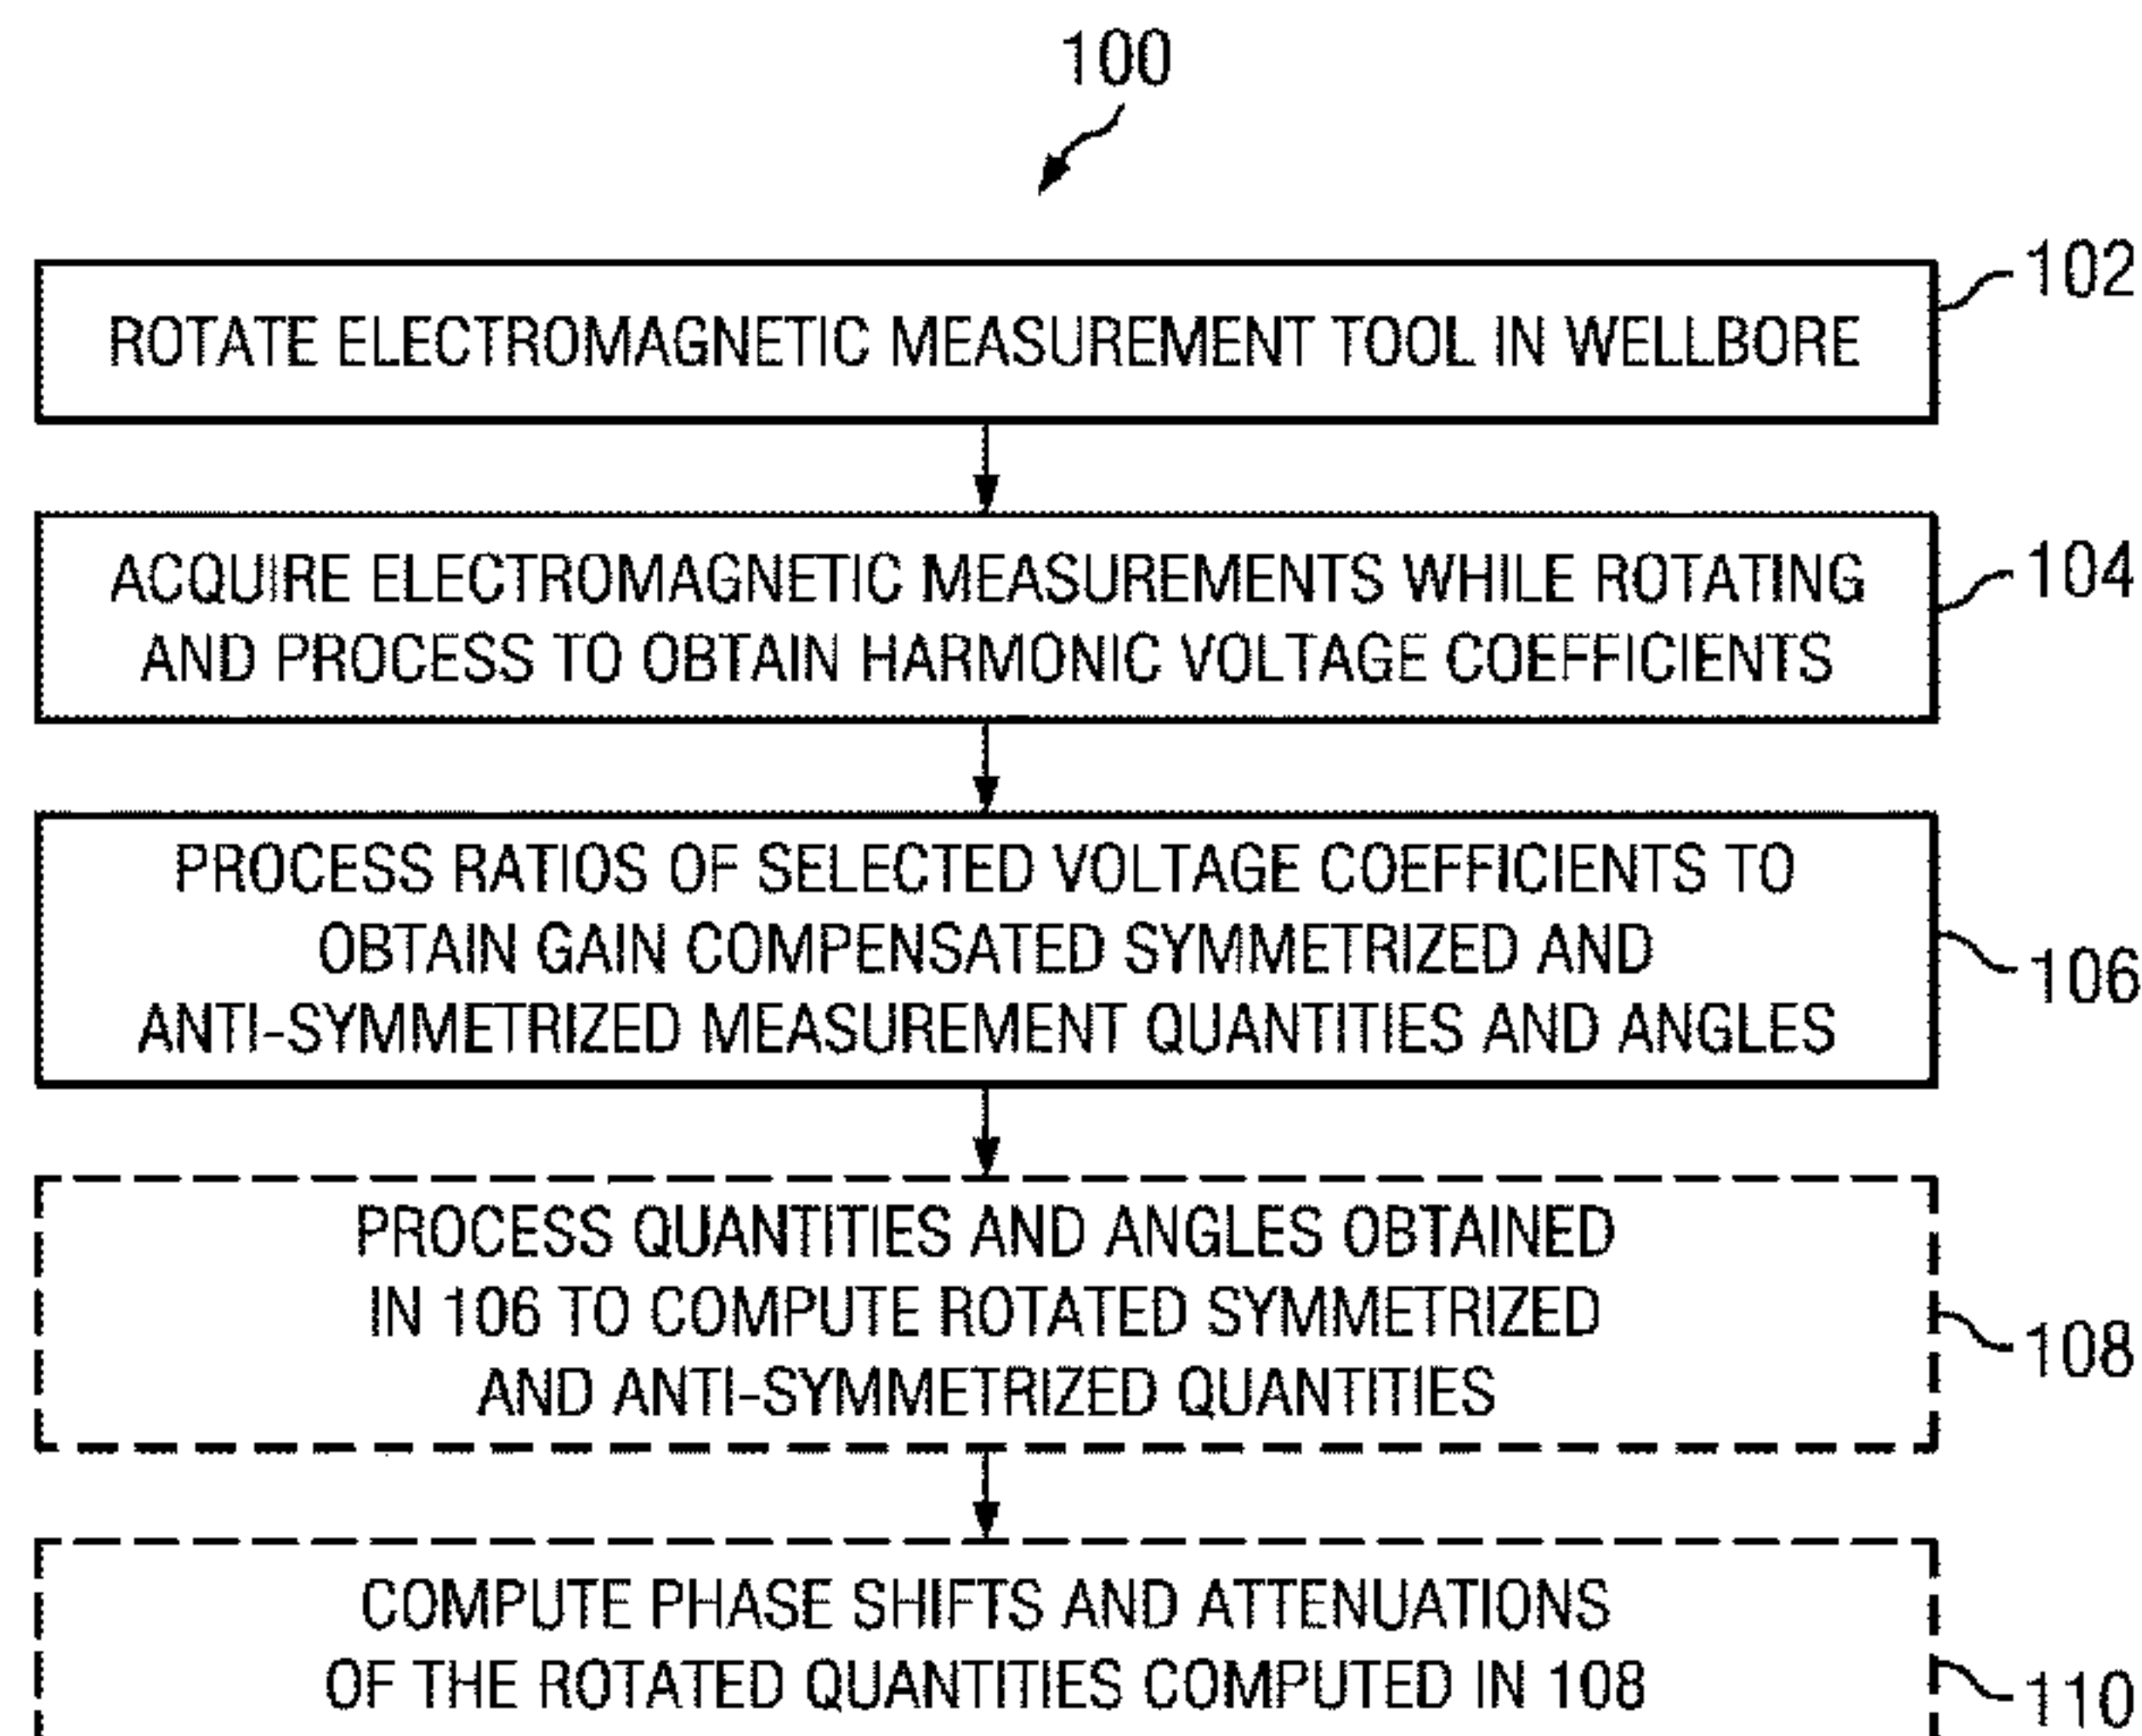 100
102
ROTATE ELECTROMAGNETIC MEASUREMENT TOOL IN WELLBORE
ACQUIRE ELECTROMAGNETIC MEASUREMENTS WHILE ROTATING
AND PROCESS TO OBTAIN HARMONIC VOLTAGE COEFFICIENTS
104
PROCESS RATIOS OF SELECTED VOLTAGE COEFFICIENTS TO
OBTAIN GAIN COMPENSATED SYMMETRIZED AND
ANTI-SYMMETRIZED MEASUREMENT QUANTITIES AND ANGLES
106
PROCESS QUANTITIES AND ANGLES OBTAINED
IN 106 TO COMPUTE ROTATED SYMMETRIZED
AND ANTI-SYMMETRIZED QUANTITIES
108
COMPUTE PHASE SHIFTS AND ATTENUATIONS
OF THE ROTATED QUANTITIES COMPUTED IN 108
110